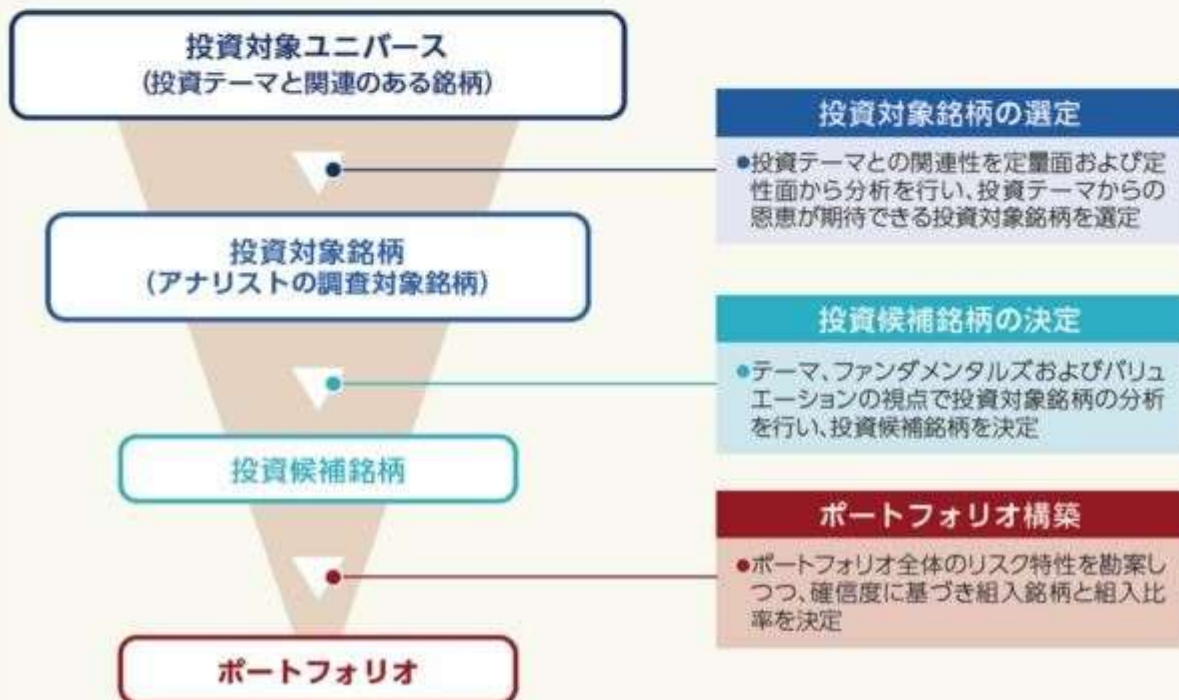 投資対象ユニバース
(投資テーマと関連のある銘柄)
投資対象銘柄の選定
●投資テーマとの関連性を定量面および定
性面から分析を行い、投資テーマからの
恩恵が期待できる投資対象銘柄を選定
投資対象銘柄
(アナリストの調査対象銘柄)
投資候補銘柄の決定
●テーマ、ファンダメンタルズおよびバリュ
エーションの視点で投資対象銘柄の分析
を行い、投資候補銘柄を決定
投資候補銘柄
ポートフォリオ構築
●ポートフォリオ全体のリスク特性を勘案し
つつ、確信度に基づき組入銘柄と組入比
率を決定
ポートフォリオ